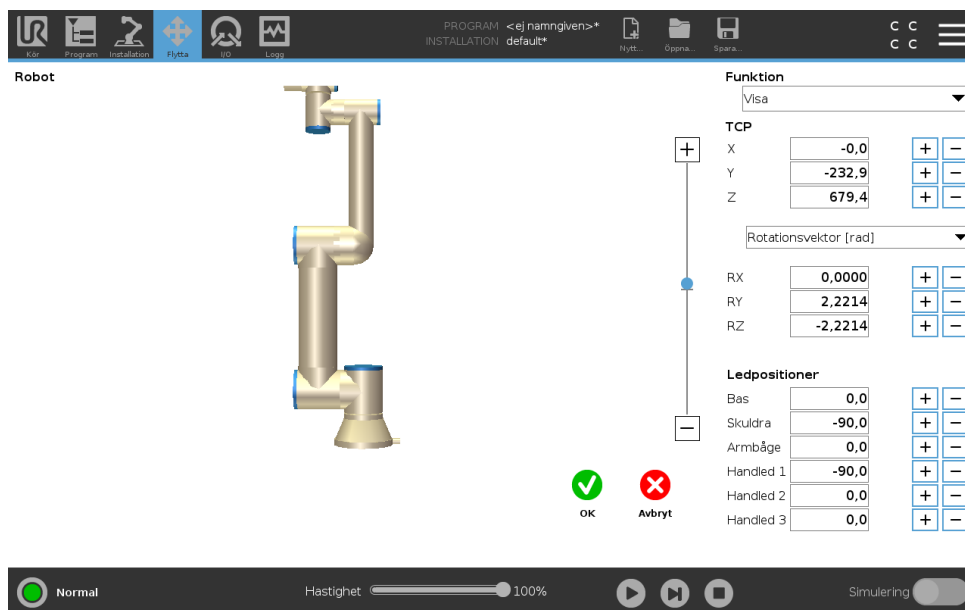 UR
PROGRAM <ej namngiven>*
INSTALLATION default*
C C
C C
Kör Program Installation Flytta I/O Logg Nytt... Öppna... Spara...
Robot
Funktion
Visa
TCP
X -0,0 + −
Y -232,9 + −
Z 679,4 + −
Rotationsvektor [rad]
RX 0,0000 + −
RY 2,2214 + −
RZ -2,2214 + −
Ledpositioner
Bas 0,0 + −
Skuldra -90,0 + −
Armbåge 0,0 + −
Handled 1 -90,0 + −
Handled 2 0,0 + −
Handled 3 0,0 + −
+
−
OK Avbryt
Normal Hastighet 100% Simulering